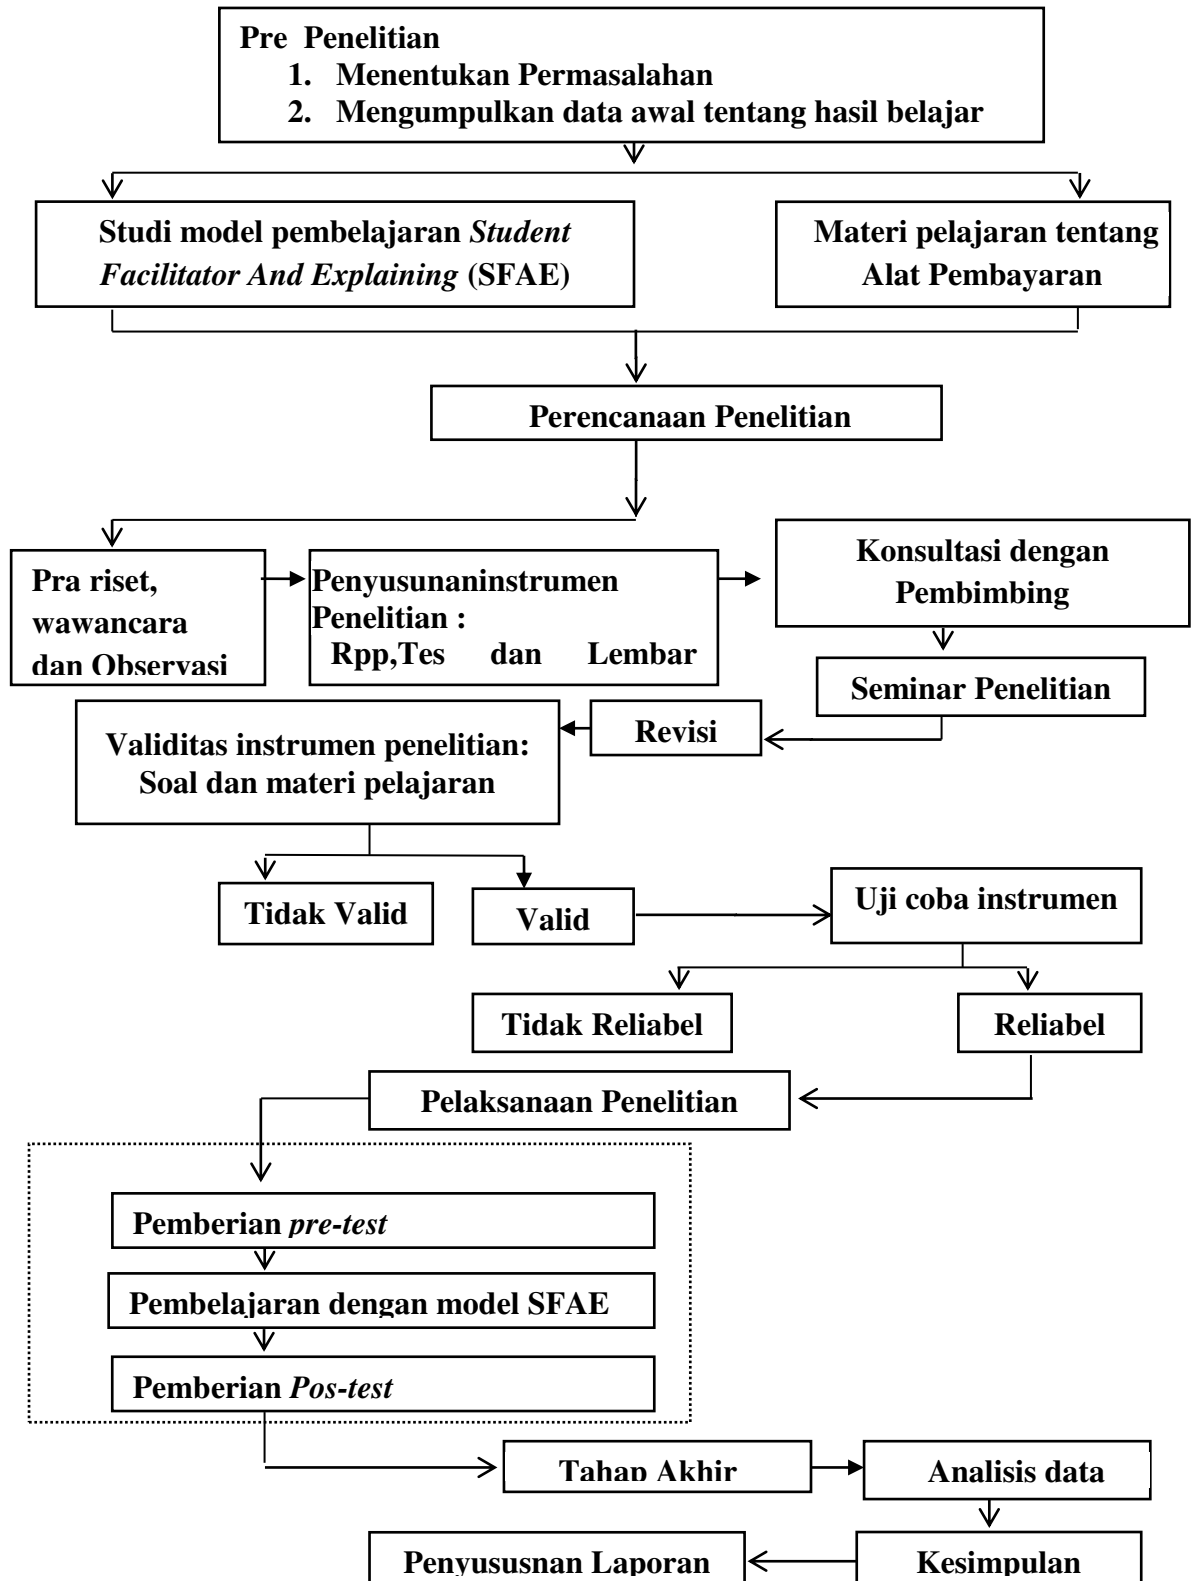 Pre Penelitian
1. Menentukan Permasalahan
2. Mengumpulkan data awal tentang hasil belajar
Studi model pembelajaran Student
Facilitator And Explaining (SFAE)
Materi pelajaran tentang
Alat Pembayaran
Perencanaan Penelitian
Pra riset,
wawancara
dan Observasi
Penyusunaninstrumen
Penelitian :
Rpp,Tes dan Lembar
Konsultasi dengan
Pembimbing
Seminar Penelitian
Revisi
Validitas instrumen penelitian:
Soal dan materi pelajaran
Tidak Valid
Valid
Uji coba instrumen
Tidak Reliabel
Reliabel
Pelaksanaan Penelitian
Pemberian pre-test
Pembelajaran dengan model SFAE
Pemberian Pos-test
Tahap Akhir
Analisis data
Kesimpulan
Penyususnan Laporan